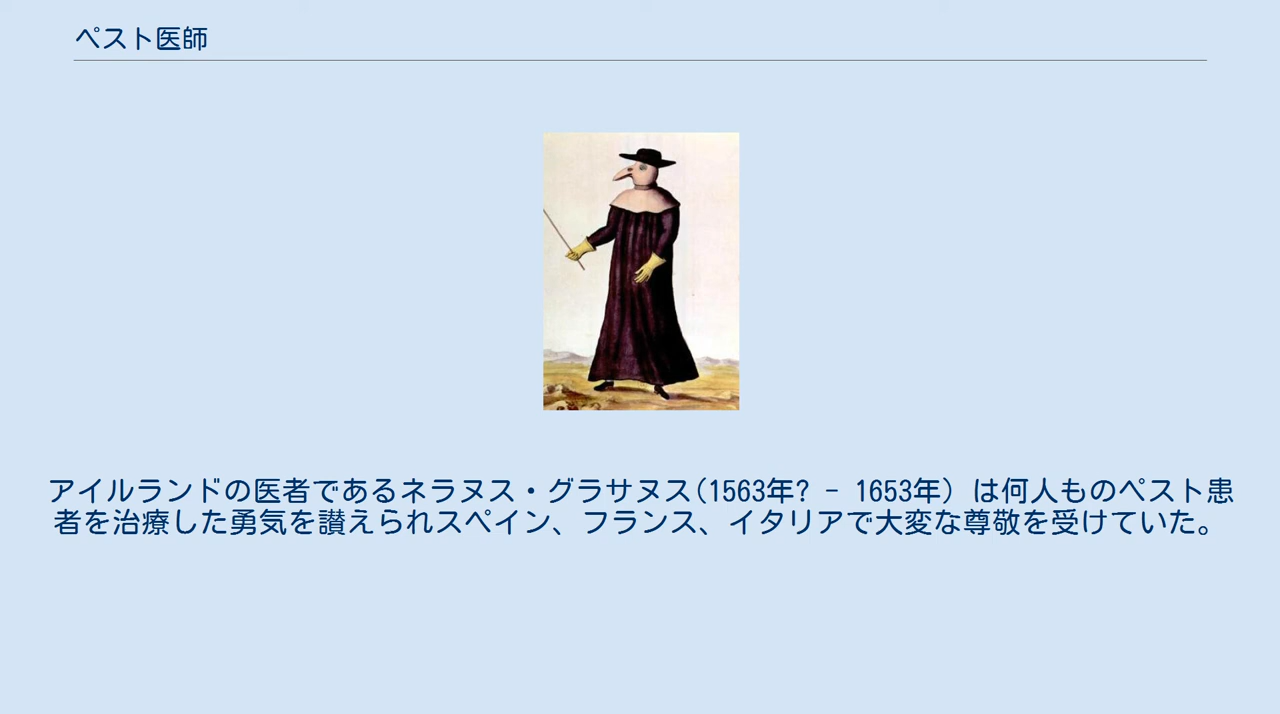 ペスト医師
アイルランドの医者であるネラヌス・グラサヌス(1563年? - 1653年) は何人ものペスト患
者を治療した勇気を讃えられスペイン、フランス、イタリアで大変な尊敬を受けていた。